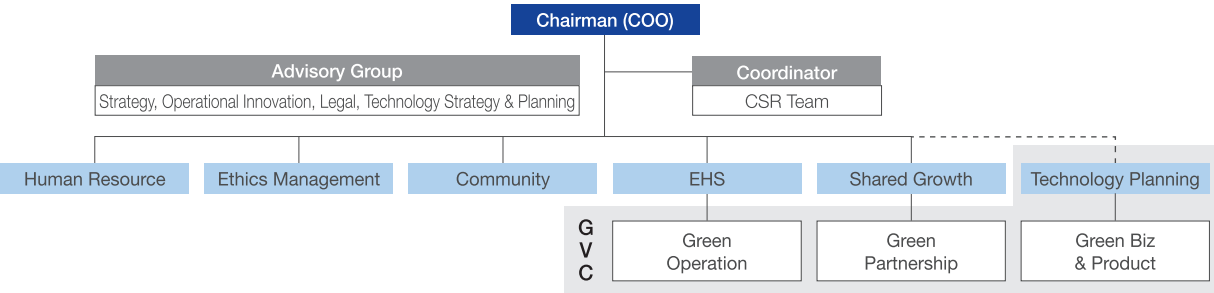 Chairman (COO)
Advisory Group
Strategy, Operational Innovation, Legal, Technology Strategy & Planning
Coordinator
CSR Team
Human Resource
Ethics Management
Community
EHS
Shared Growth
Technology Planning
G
V
C
Green
Operation
Green
Partnership
Green Biz
& Product